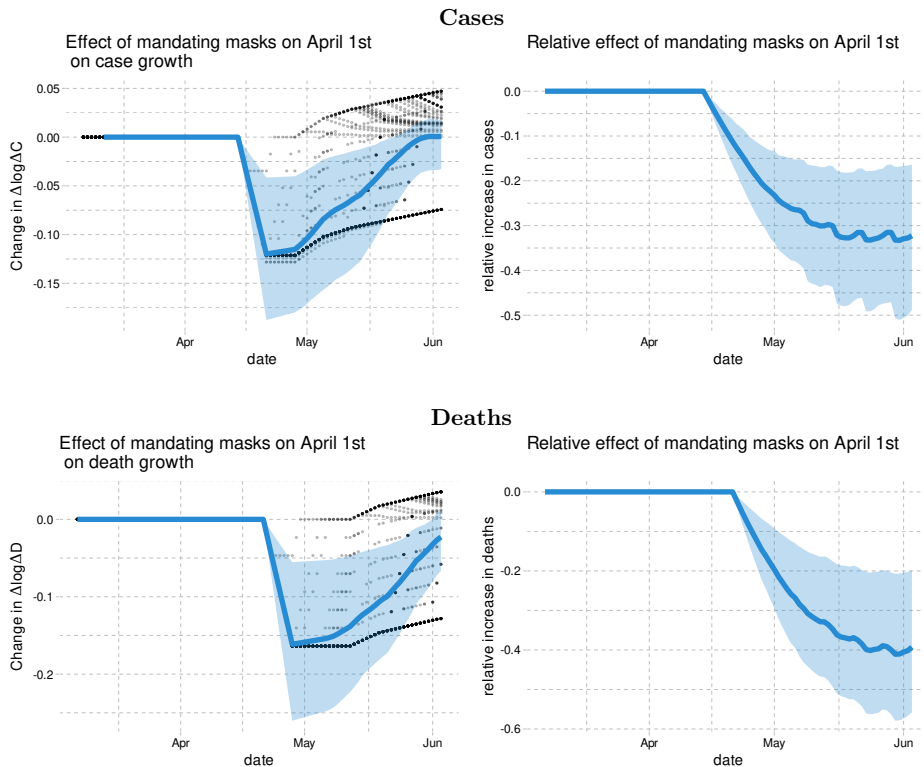 Cases
Effect of mandating masks on April 1st
on case growth
Relative effect of mandating masks on April 1st
0.05
0.00
-0.05
-0.10
-0.15
Change in ΔlogΔC
Apr
May
Jun
date
0.0
-0.1
-0.2
-0.3
-0.4
-0.5
relative increase in cases
Apr
May
Jun
date
Deaths
Effect of mandating masks on April 1st
on death growth
Relative effect of mandating masks on April 1st
0.0
-0.1
-0.2
Change in ΔlogΔD
Apr
May
Jun
date
0.0
-0.2
-0.4
-0.6
relative increase in deaths
Apr
May
Jun
date